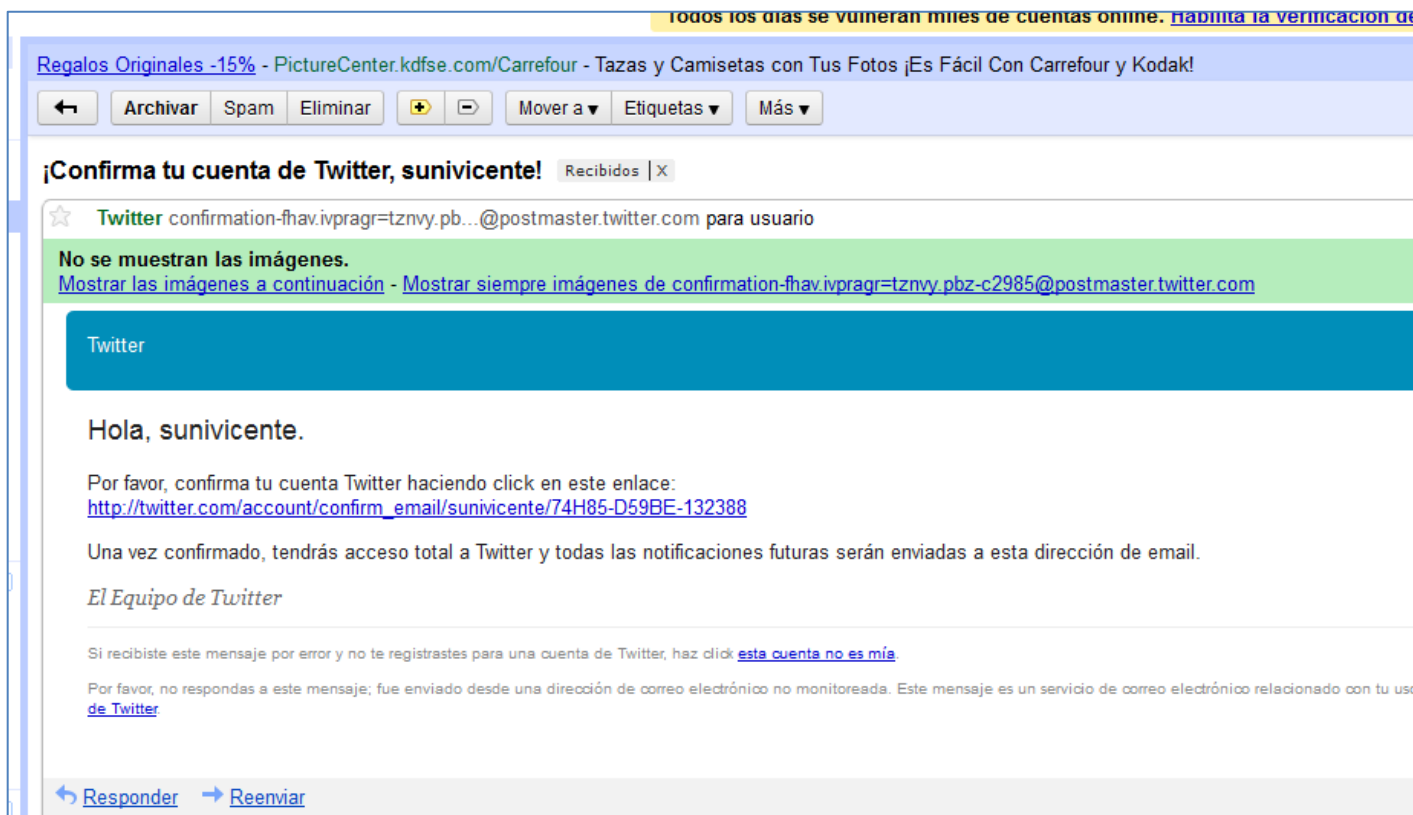 Todos los días se vulneran miles de cuentas online. Habilita la verificación de
Regalos Originales -15% - PictureCenter.kdfse.com/Carrefour - Tazas y Camisetas con Tus Fotos ¡Es Fácil Con Carrefour y Kodak!
Archivar Spam Eliminar Mover a Etiquetas Más
¡Confirma tu cuenta de Twitter, sunivicente! Recibidos | X
Twitter confirmation-fhav.ivpragr=tznvy.pb...@postmaster.twitter.com para usuario
No se muestran las imágenes.
Mostrar las imágenes a continuación - Mostrar siempre imágenes de confirmation-fhav.ivpragr=tznvy.pbz-c2985@postmaster.twitter.com
Twitter
Hola, sunivicente.
Por favor, confirma tu cuenta Twitter haciendo click en este enlace:
http://twitter.com/account/confirm_email/sunivicente/74H85-D59BE-132388
Una vez confirmado, tendrás acceso total a Twitter y todas las notificaciones futuras serán enviadas a esta dirección de email.
El Equipo de Twitter
Si recibiste este mensaje por error y no te registrastes para una cuenta de Twitter, haz click esta cuenta no es mía.
Por favor, no respondas a este mensaje; fue enviado desde una dirección de correo electrónico no monitoreada. Este mensaje es un servicio de correo electrónico relacionado con tu uso
de Twitter.
Responder Reenviar